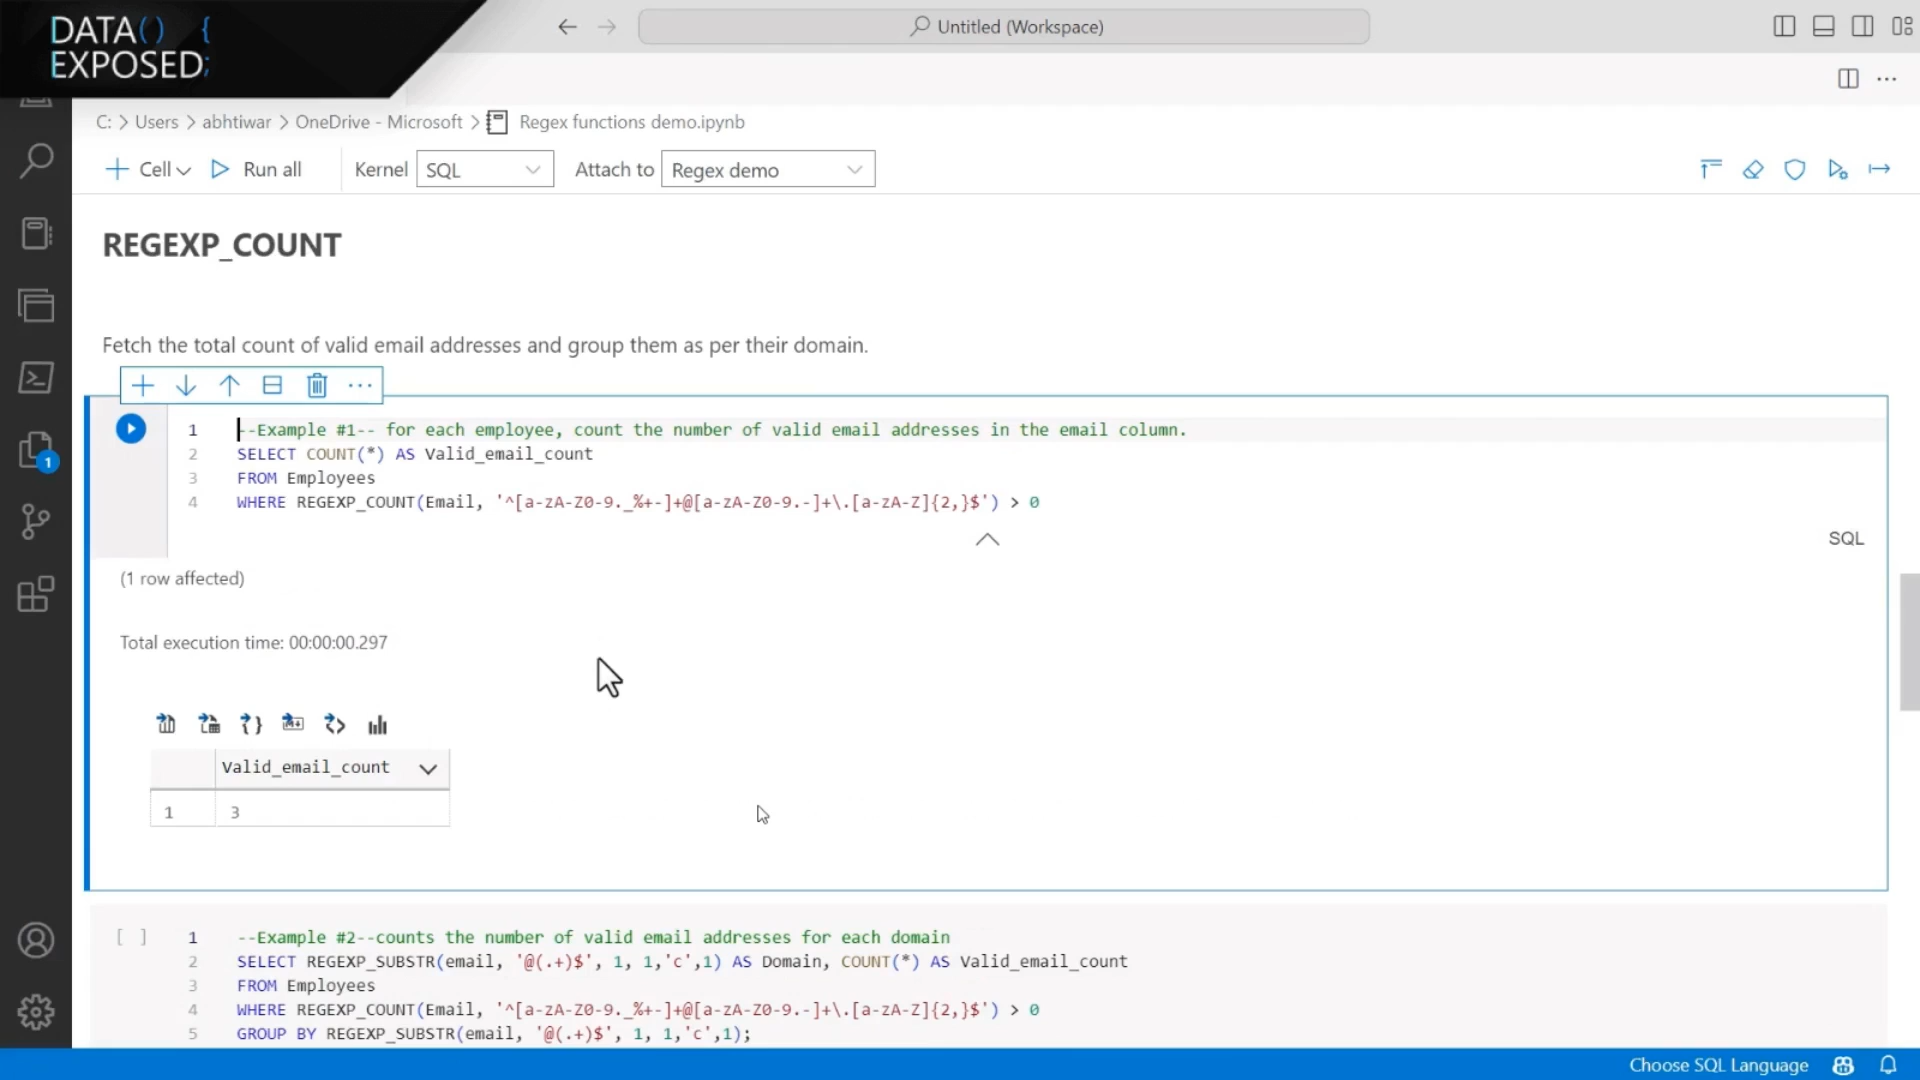 DATA() {
EXPOSED;
Untitled (Workspace)
C: > Users > abhtiwar > OneDrive - Microsoft > Regex functions demo.ipynb
Cell Run all Kernel SQL Attach to Regex demo
REGEXP_COUNT
Fetch the total count of valid email addresses and group them as per their domain.
1 --Example #1-- for each employee, count the number of valid email addresses in the email column.
2 SELECT COUNT(*) AS Valid_email_count
3 FROM Employees
4 WHERE REGEXP_COUNT(Email, '^[a-zA-Z0-9._%+-]+@[a-zA-Z0-9.-]+\.[a-zA-Z]{2,}$') > 0
SQL
1
(1 row affected)
Total execution time: 00:00:00.297
Valid_email_count
1 3
[ ] 1 --Example #2--counts the number of valid email addresses for each domain
2 SELECT REGEXP_SUBSTR(email, '@(.+)$', 1, 1,'c',1) AS Domain, COUNT(*) AS Valid_email_count
3 FROM Employees
4 WHERE REGEXP_COUNT(Email, '^[a-zA-Z0-9._%+-]+@[a-zA-Z0-9.-]+\.[a-zA-Z]{2,}$') > 0
5 GROUP BY REGEXP_SUBSTR(email, '@(.+)$', 1, 1,'c',1);
Choose SQL Language